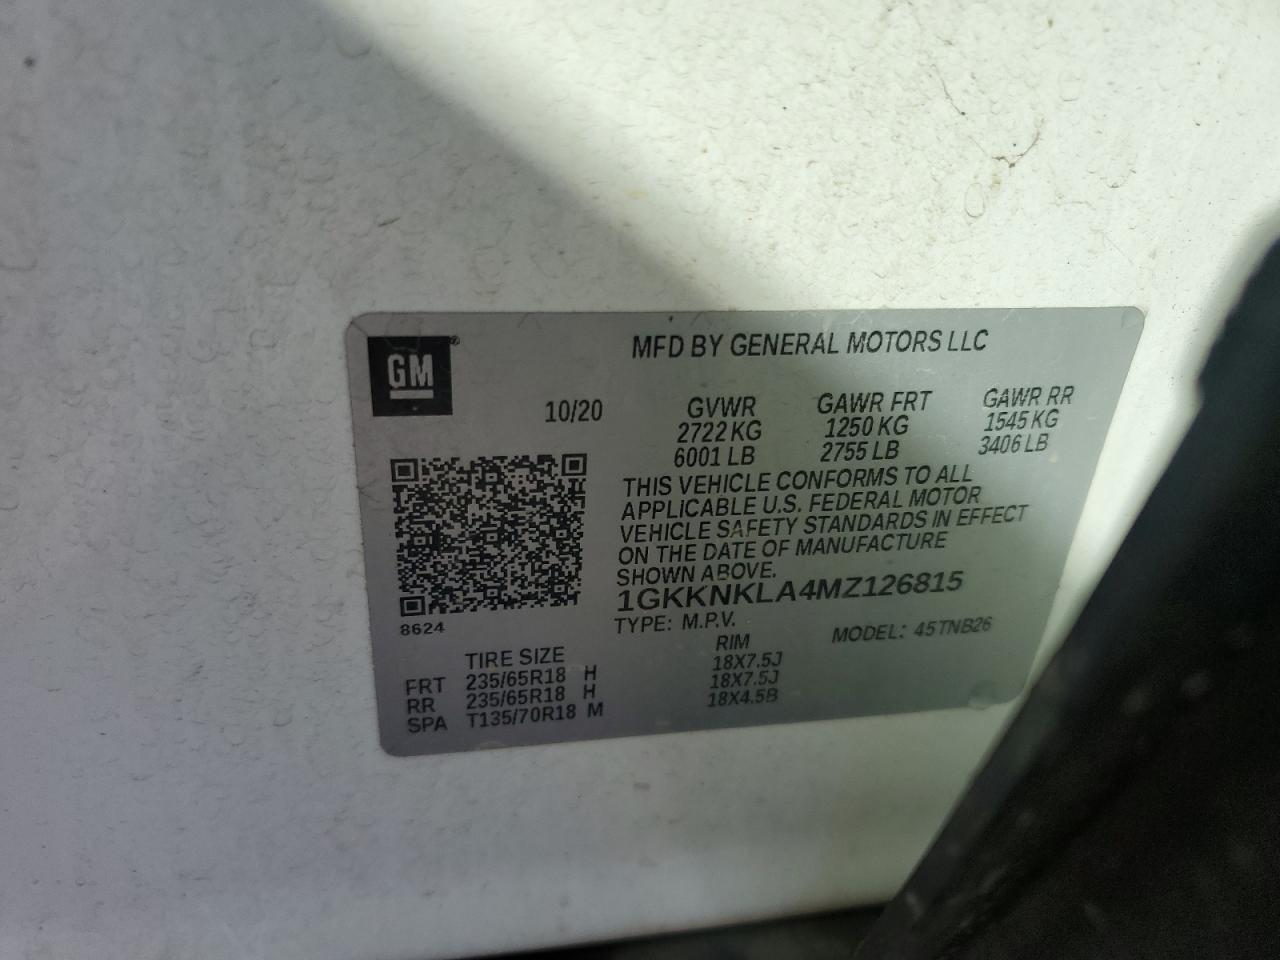 GM
MFD BY GENERAL MOTORS LLC
10/20
GVWR GAWR FRT GAWR RR
2722 KG 1250 KG 1545 KG
6001 LB 2755 LB 3406 LB
THIS VEHICLE CONFORMS TO ALL
APPLICABLE U.S. FEDERAL MOTOR
VEHICLE SAFETY STANDARDS IN EFFECT
ON THE DATE OF MANUFACTURE
SHOWN ABOVE.
1GKKNKLA4MZ126815
8624
TYPE: M.P.V. MODEL: 45TNB26
TIRE SIZE RIM
FRT 235/65R18 H 18X7.5J
RR 235/65R18 H 18X7.5J
SPA T135/70R18 M 18X4.5B